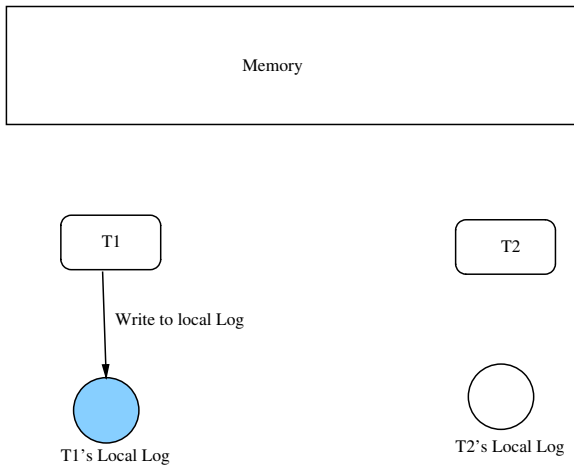 Memory
T1
T2
Write to local Log
T1's Local Log
T2's Local Log